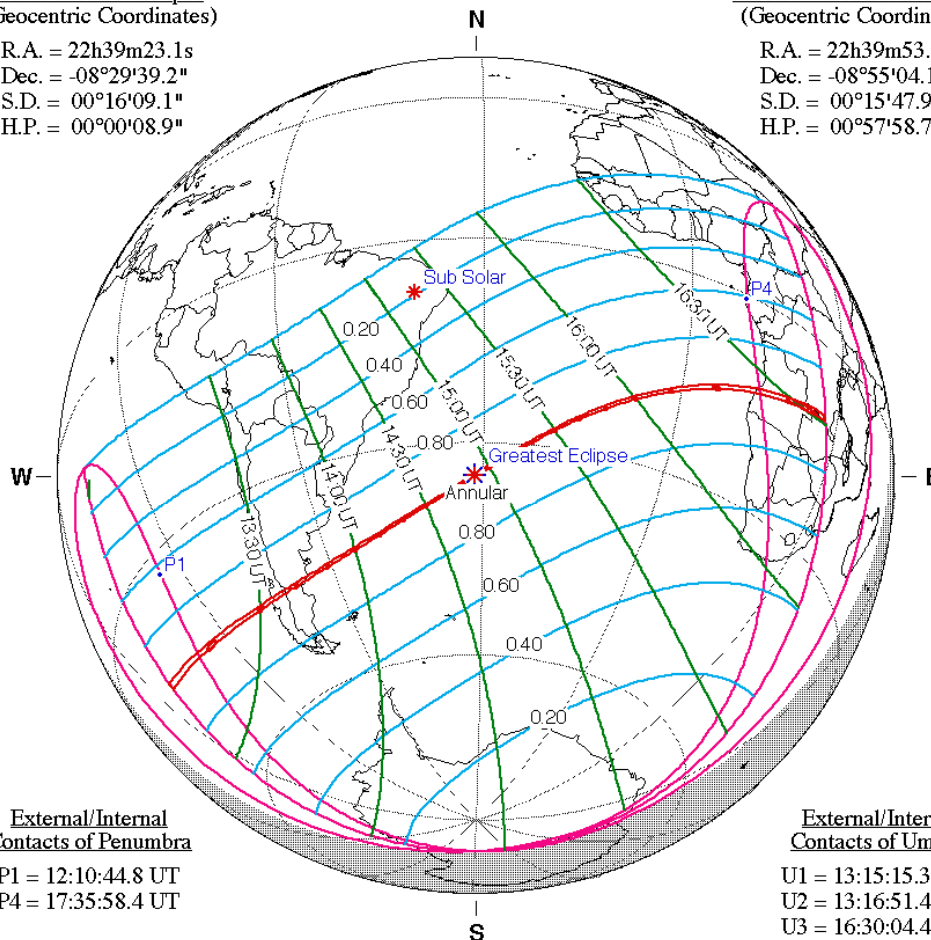 Geocentric Coordinates)
R.A. = 22h39m23.1s
Dec. = -08°29'39.2"
S.D. = 00°16'09.1"
H.P. = 00°00'08.9"
N
(Geocentric Coordin
R.A. = 22h39m53.
Dec. = -08°55'04.1
S.D. = 00°15'47.9
H.P. = 00°57'58.7
Sub Solar
P4
0.20
0.40
0.60
0.80
13:30 UT
14:00 UT
14:30 UT
15:00 UT
15:30 UT
16:00 UT
16:30 UT
W
E
Greatest Eclipse
Annular
0.80
P1
0.60
0.40
0.20
External/Internal
Contacts of Penumbra
P1 = 12:10:44.8 UT
P4 = 17:35:58.4 UT
S
External/Inter
Contacts of Um
U1 = 13:15:15.3
U2 = 13:16:51.4
U3 = 16:30:04.4